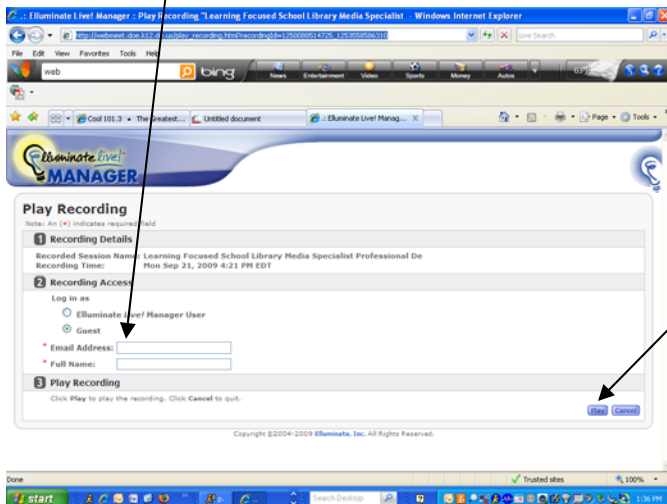 .: Elluminate Live! Manager : Play Recording "Learning Focused School Library Media Specialist - Windows Internet Explorer
Live Search
File Edit View Favorites Tools Help
web bing News Entertainment Video Sports Money Autos
Cool 101.3 • The Greatest... Untitled document .: Elluminate Live! Manag... X Page Tools
Elluminate Live!
MANAGER
Play Recording
Note: An (*) indicates required field
1 Recording Details
Recorded Session Name: Learning Focused School Library Media Specialist Professional De
Recording Time: Mon Sep 21, 2009 4:21 PM EDT
2 Recording Access
Log in as
Elluminate Live! Manager User
Guest
* Email Address:
* Full Name:
3 Play Recording
Click Play to play the recording. Click Cancel to quit.
Play Cancel
Copyright ©2004-2009 Elluminate, Inc. All Rights Reserved.
Done Trusted sites 100%
start Search Desktop 1:36 PM